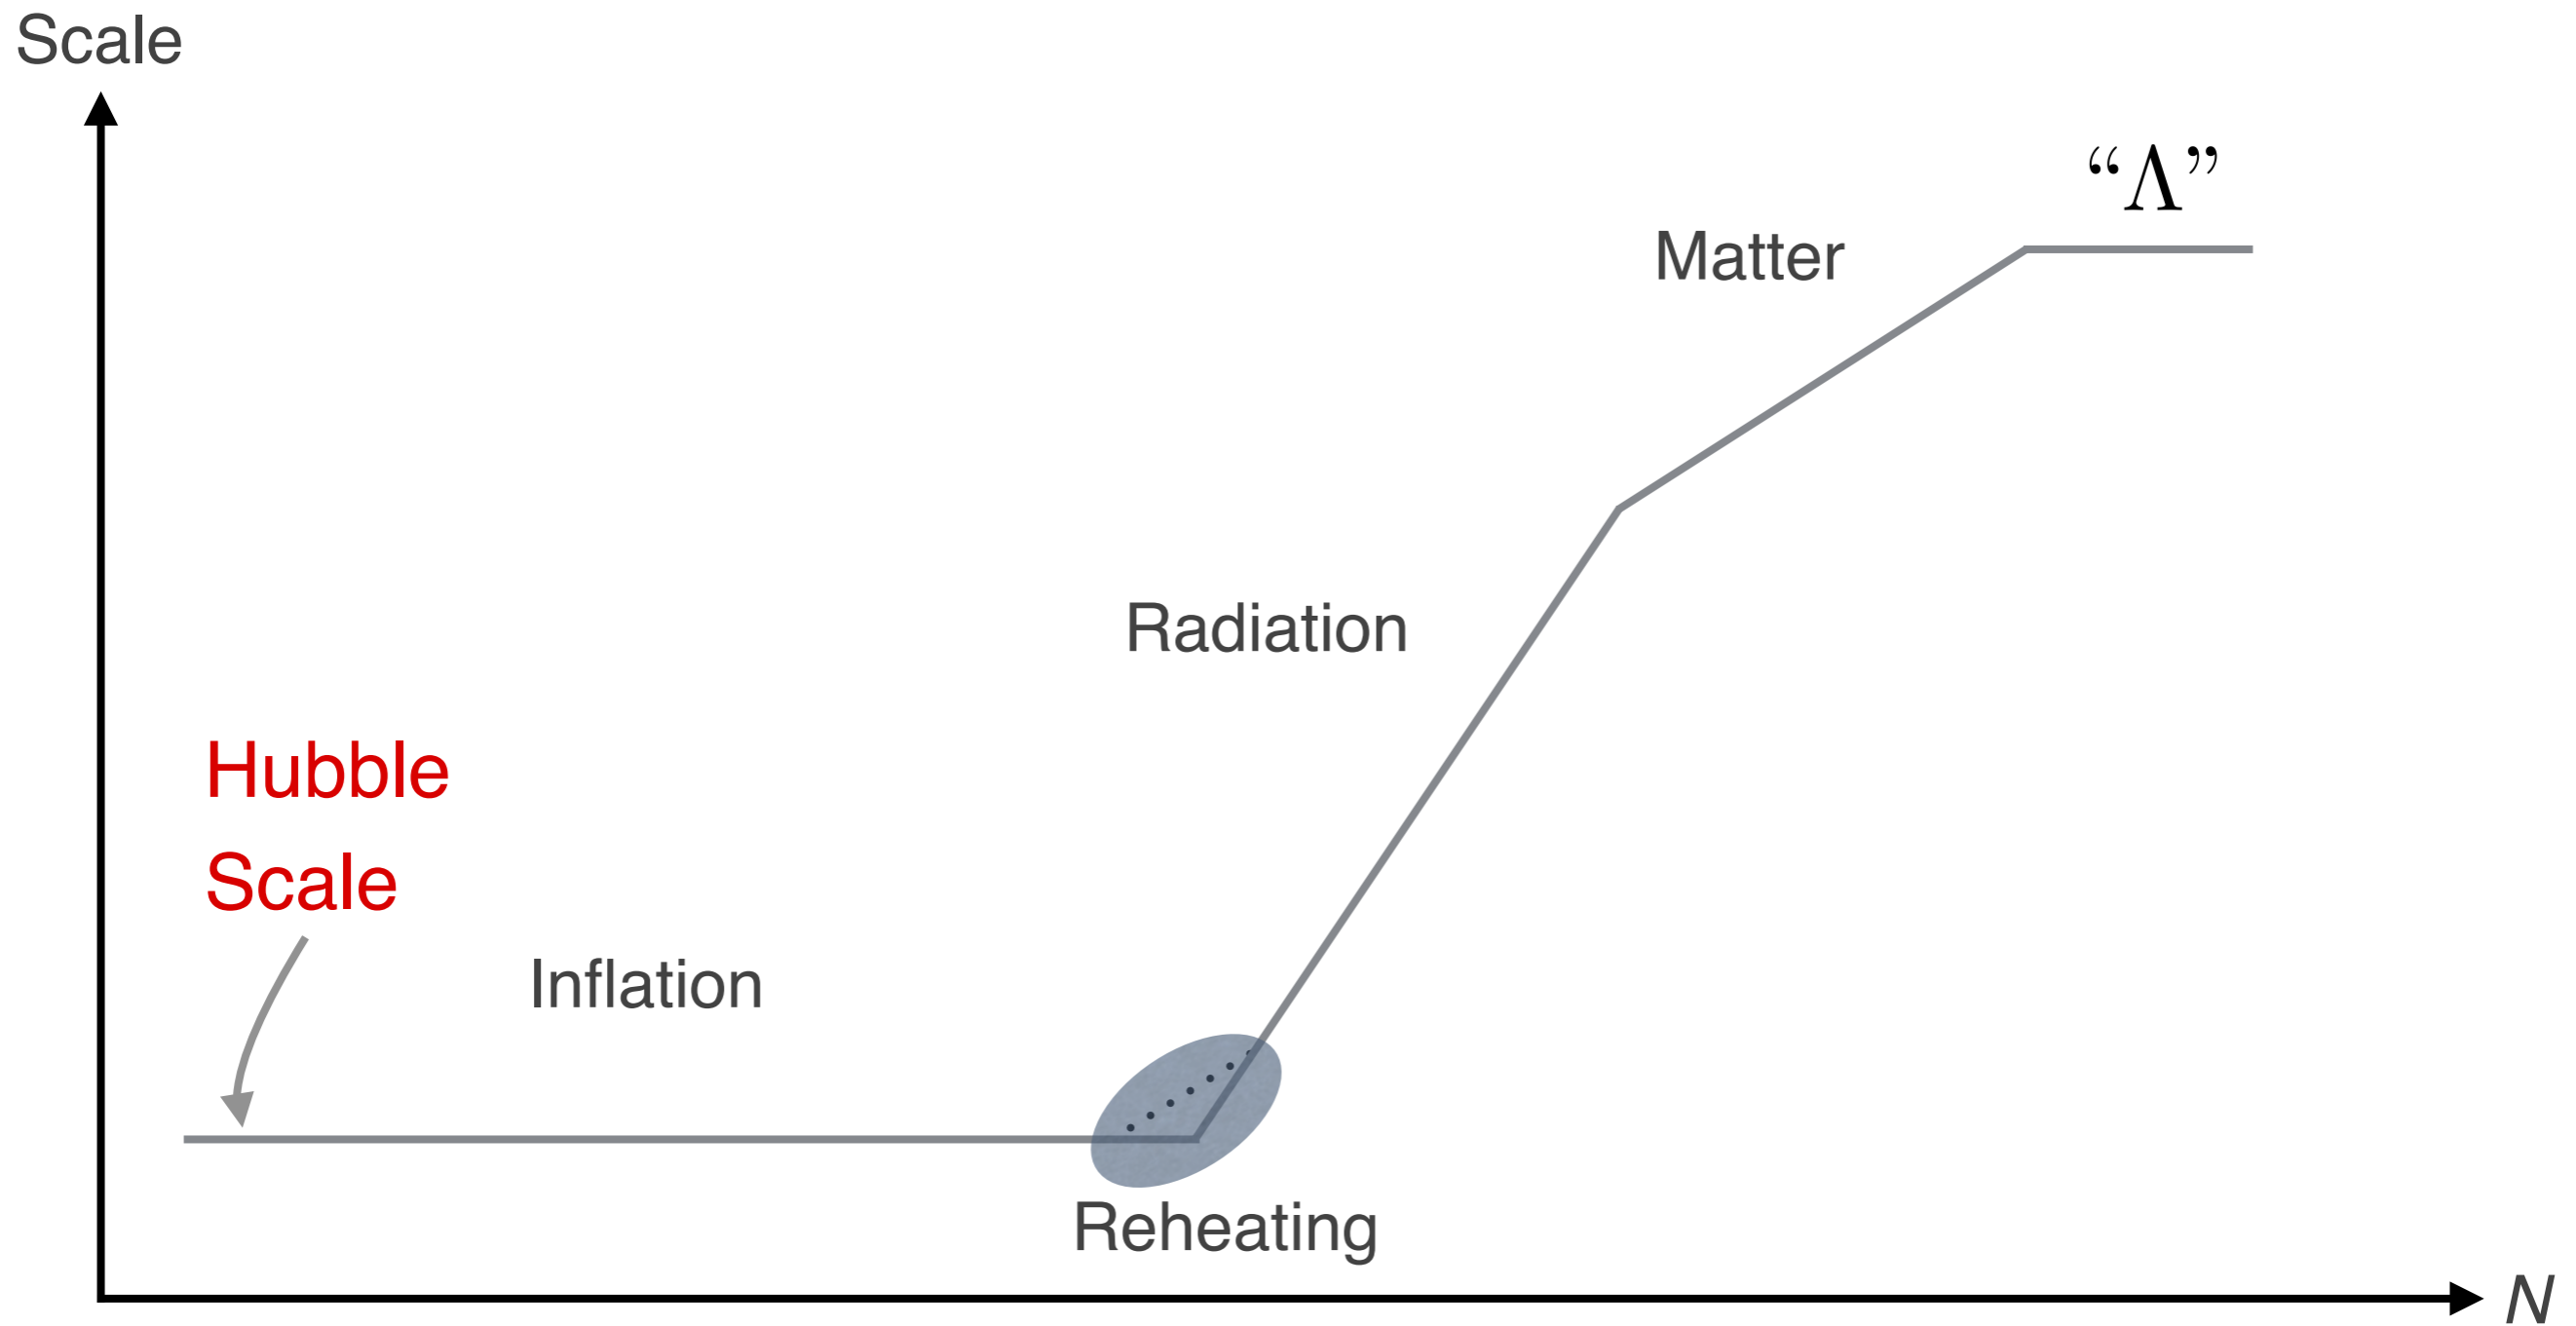 Scale
“Λ”
Matter
Radiation
Hubble
Scale
Inflation
Reheating
N